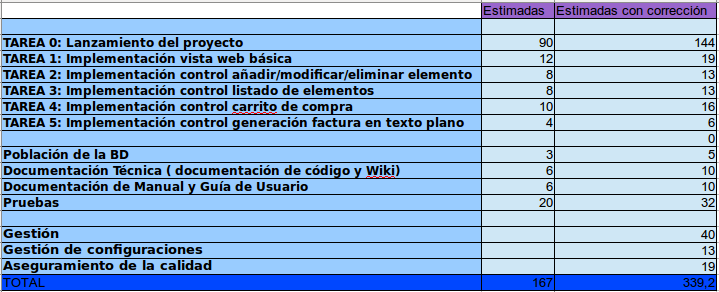 Estimadas Estimadas con corrección
TAREA 0: Lanzamiento del proyecto 90 144
TAREA 1: Implementación vista web básica 12 19
TAREA 2: Implementación control añadir/modificar/eliminar elemento 8 13
TAREA 3: Implementación control listado de elementos 8 13
TAREA 4: Implementación control carrito de compra 10 16
TAREA 5: Implementación control generación factura en texto plano 4 6
0
Población de la BD 3 5
Documentación Técnica ( documentación de código y Wiki) 6 10
Documentación de Manual y Guía de Usuario 6 10
Pruebas 20 32
Gestión 40
Gestión de configuraciones 13
Aseguramiento de la calidad 19
TOTAL 167 339.2